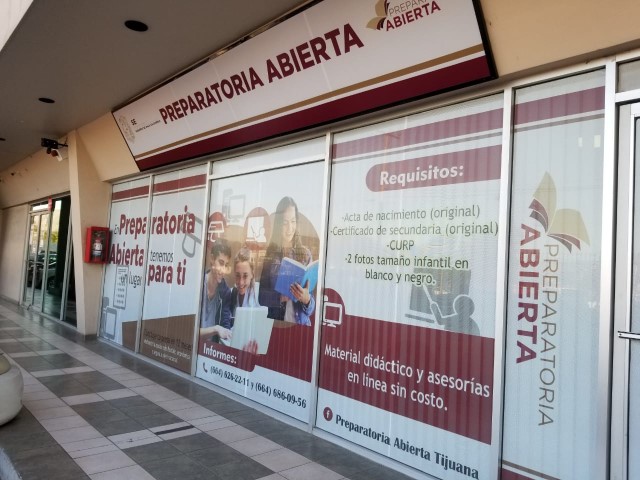 PREPARATORIA ABIERTA
PREPARATORIA
ABIERTA
Preparatoria
Abierta tenemos
lugar para ti
Informes:
(664) 626-22-11 y (664) 686-09-56
Requisitos:
-Acta de nacimiento (original)
-Certificado de secundaria (original)
-CURP
-2 fotos tamaño infantil en
blanco y negro.
Material didáctico y asesorías
en línea sin costo.
Preparatoria Abierta Tijuana
PREPARATORIA
ABIERTA